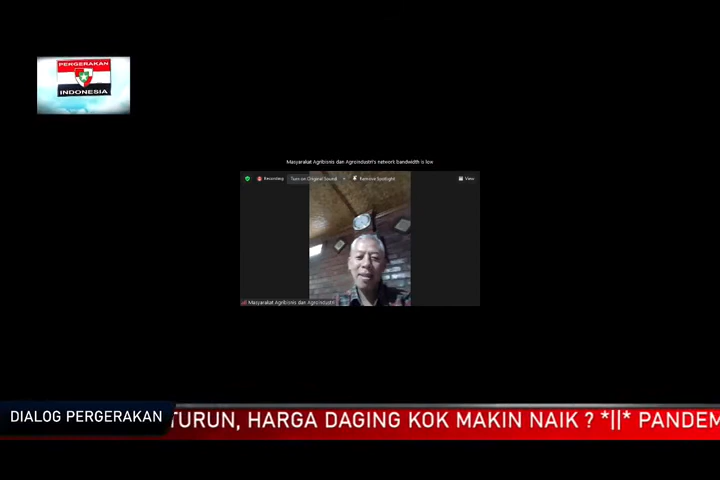 PERGERAKAN
INDONESIA
Masyarakat Agribisnis dan Agroindustri's network bandwidth is low
Recording
Turn on Original Sound
Remove Spotlight
View
Masyarakat Agribisnis dan Agroindustri
DIALOG PERGERAKAN
TURUN, HARGA DAGING KOK MAKIN NAIK ? *||* PANDEM